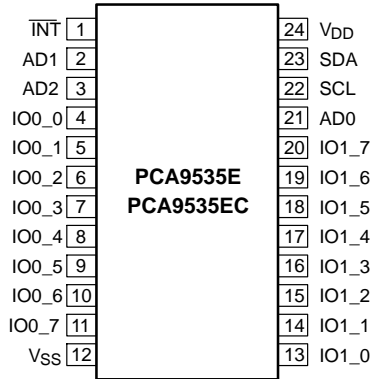 INT 1 24 VDD
AD1 2 23 SDA
AD2 3 22 SCL
IO0_0 4 21 AD0
IO0_1 5 20 IO1_7
IO0_2 6 PCA9535E 19 IO1_6
IO0_3 7 PCA9535EC 18 IO1_5
IO0_4 8 17 IO1_4
IO0_5 9 16 IO1_3
IO0_6 10 15 IO1_2
IO0_7 11 14 IO1_1
VSS 12 13 IO1_0